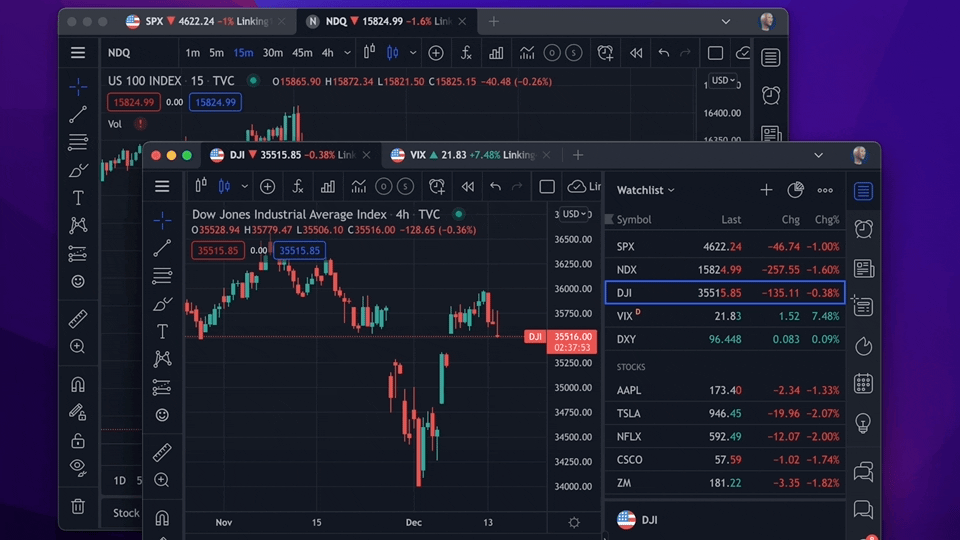 SPX ▼ 4622.24 −1% Linking
N NDQ ▼ 15824.99 −1.6% Link
NDQ 1m 5m 15m 30m 45m 4h
US 100 INDEX · 15 · TVC O15865.90 H15872.34 L15821.50 C15825.15 −40.48 (−0.26%)
USD
15824.99 0.00 15824.99
16400.00
Vol
16350.00
DJI ▼ 35515.85 −0.38% Link
VIX ▲ 21.83 +7.48% Linking
Dow Jones Industrial Average Index · 4h · TVC
USD
O35528.94 H35779.47 L35506.10 C35516.00 −128.65 (−0.36%)
35515.85 0.00 35515.85
36500.00
36250.00
36000.00
35750.00
DJI 35516.00
02:37:53
35250.00
35000.00
34750.00
34500.00
34250.00
34000.00
Nov 15 Dec 13
1D
Stock
Watchlist
Symbol Last Chg Chg%
SPX 4622.24 −46.74 −1.00%
NDX 15824.99 −257.55 −1.60%
DJI 35515.85 −135.11 −0.38%
VIX D 21.83 1.52 7.48%
DXY 96.448 0.083 0.09%
STOCKS
AAPL 173.40 −2.34 −1.33%
TSLA 946.45 −19.96 −2.07%
NFLX 592.49 −12.07 −2.00%
CSCO 57.59 −1.02 −1.74%
ZM 181.22 −3.35 −1.82%
DJI